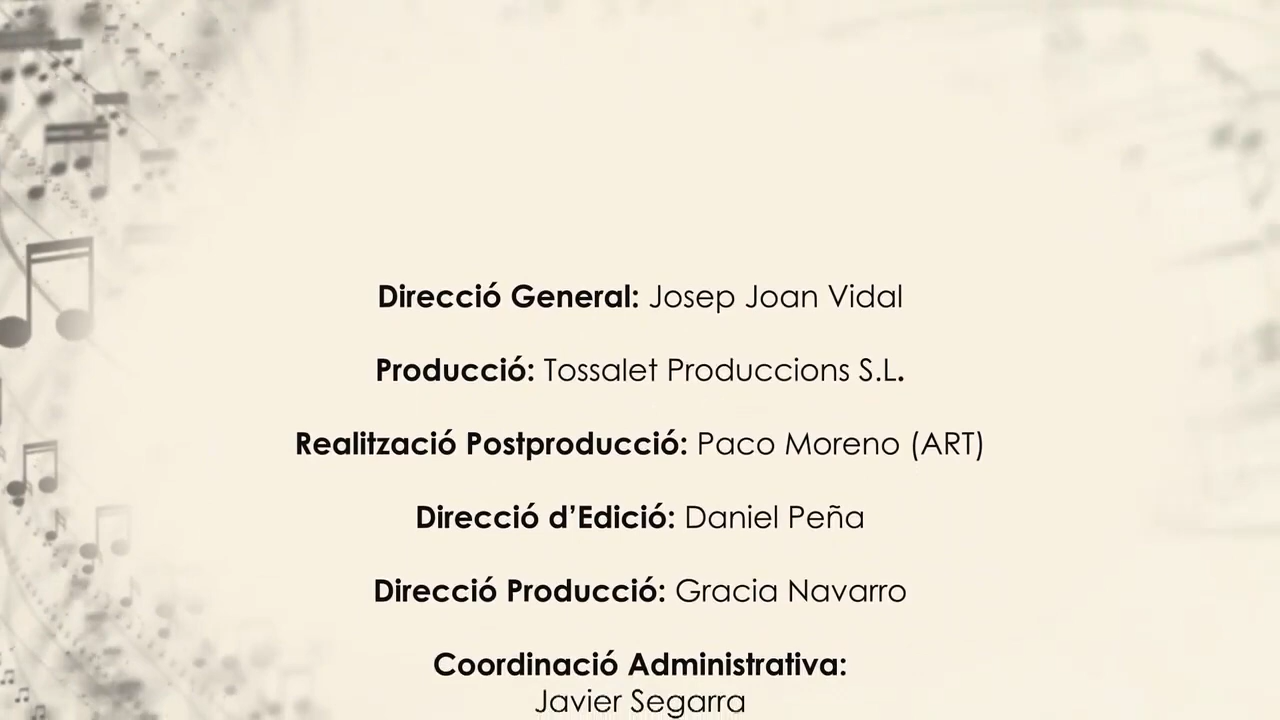 Direcció General: Josep Joan Vidal
Producció: Tossalet Produccions S.L.
Realització Postproducció: Paco Moreno (ART)
Direcció d’Edició: Daniel Peña
Direcció Producció: Gracia Navarro
Coordinació Administrativa:
Javier Segarra